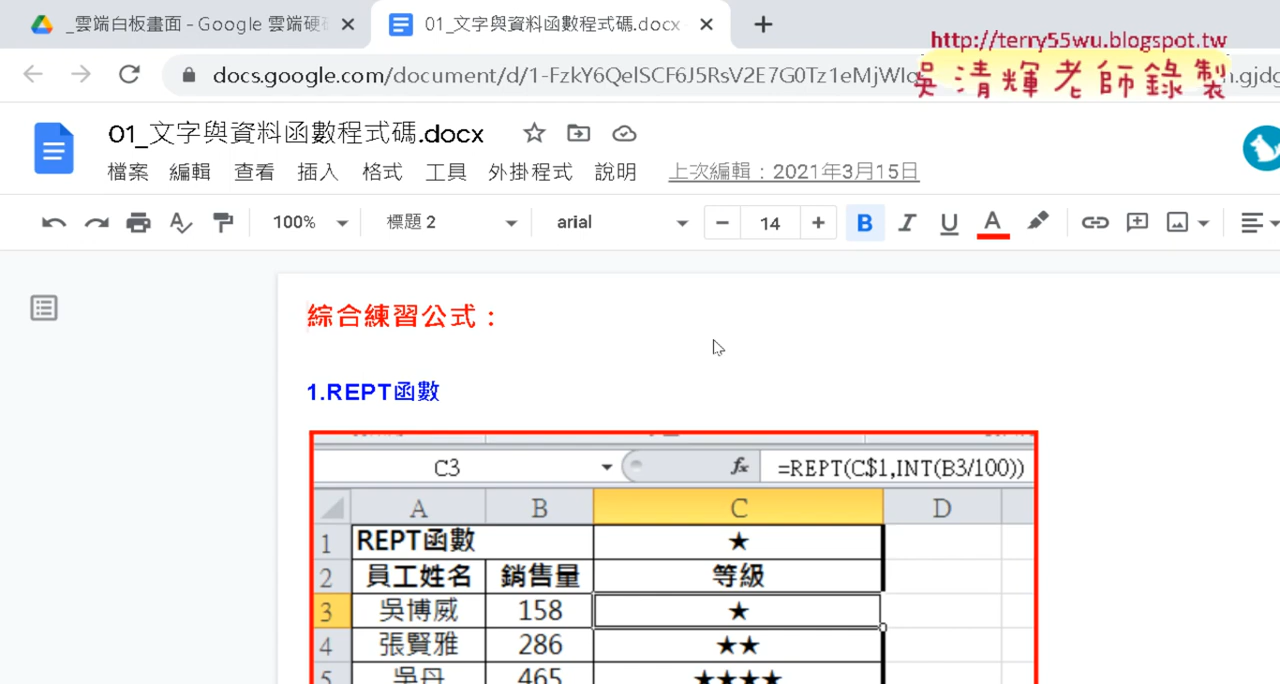 _雲端白板畫面 - Google 雲端硬
01_文字與資料函數程式碼.docx
http://terry55wu.blogspot.tw
吳清輝老師錄製
docs.google.com/document/d/1-FzkY6QelSCF6J5RsV2E7G0Tz1eMjWIq
01_文字與資料函數程式碼.docx
檔案 編輯 查看 插入 格式 工具 外掛程式 說明 上次編輯：2021年3月15日
100% 標題 2 arial 14 B I U A
綜合練習公式：
1.REPT函數
C3 fx =REPT(C$1,INT(B3/100))
A B C D
1 REPT函數 ★
2 員工姓名 銷售量 等級
3 吳博威 158 ★
4 張賢雅 286 ★★
5 吳丹 465 ★★★★